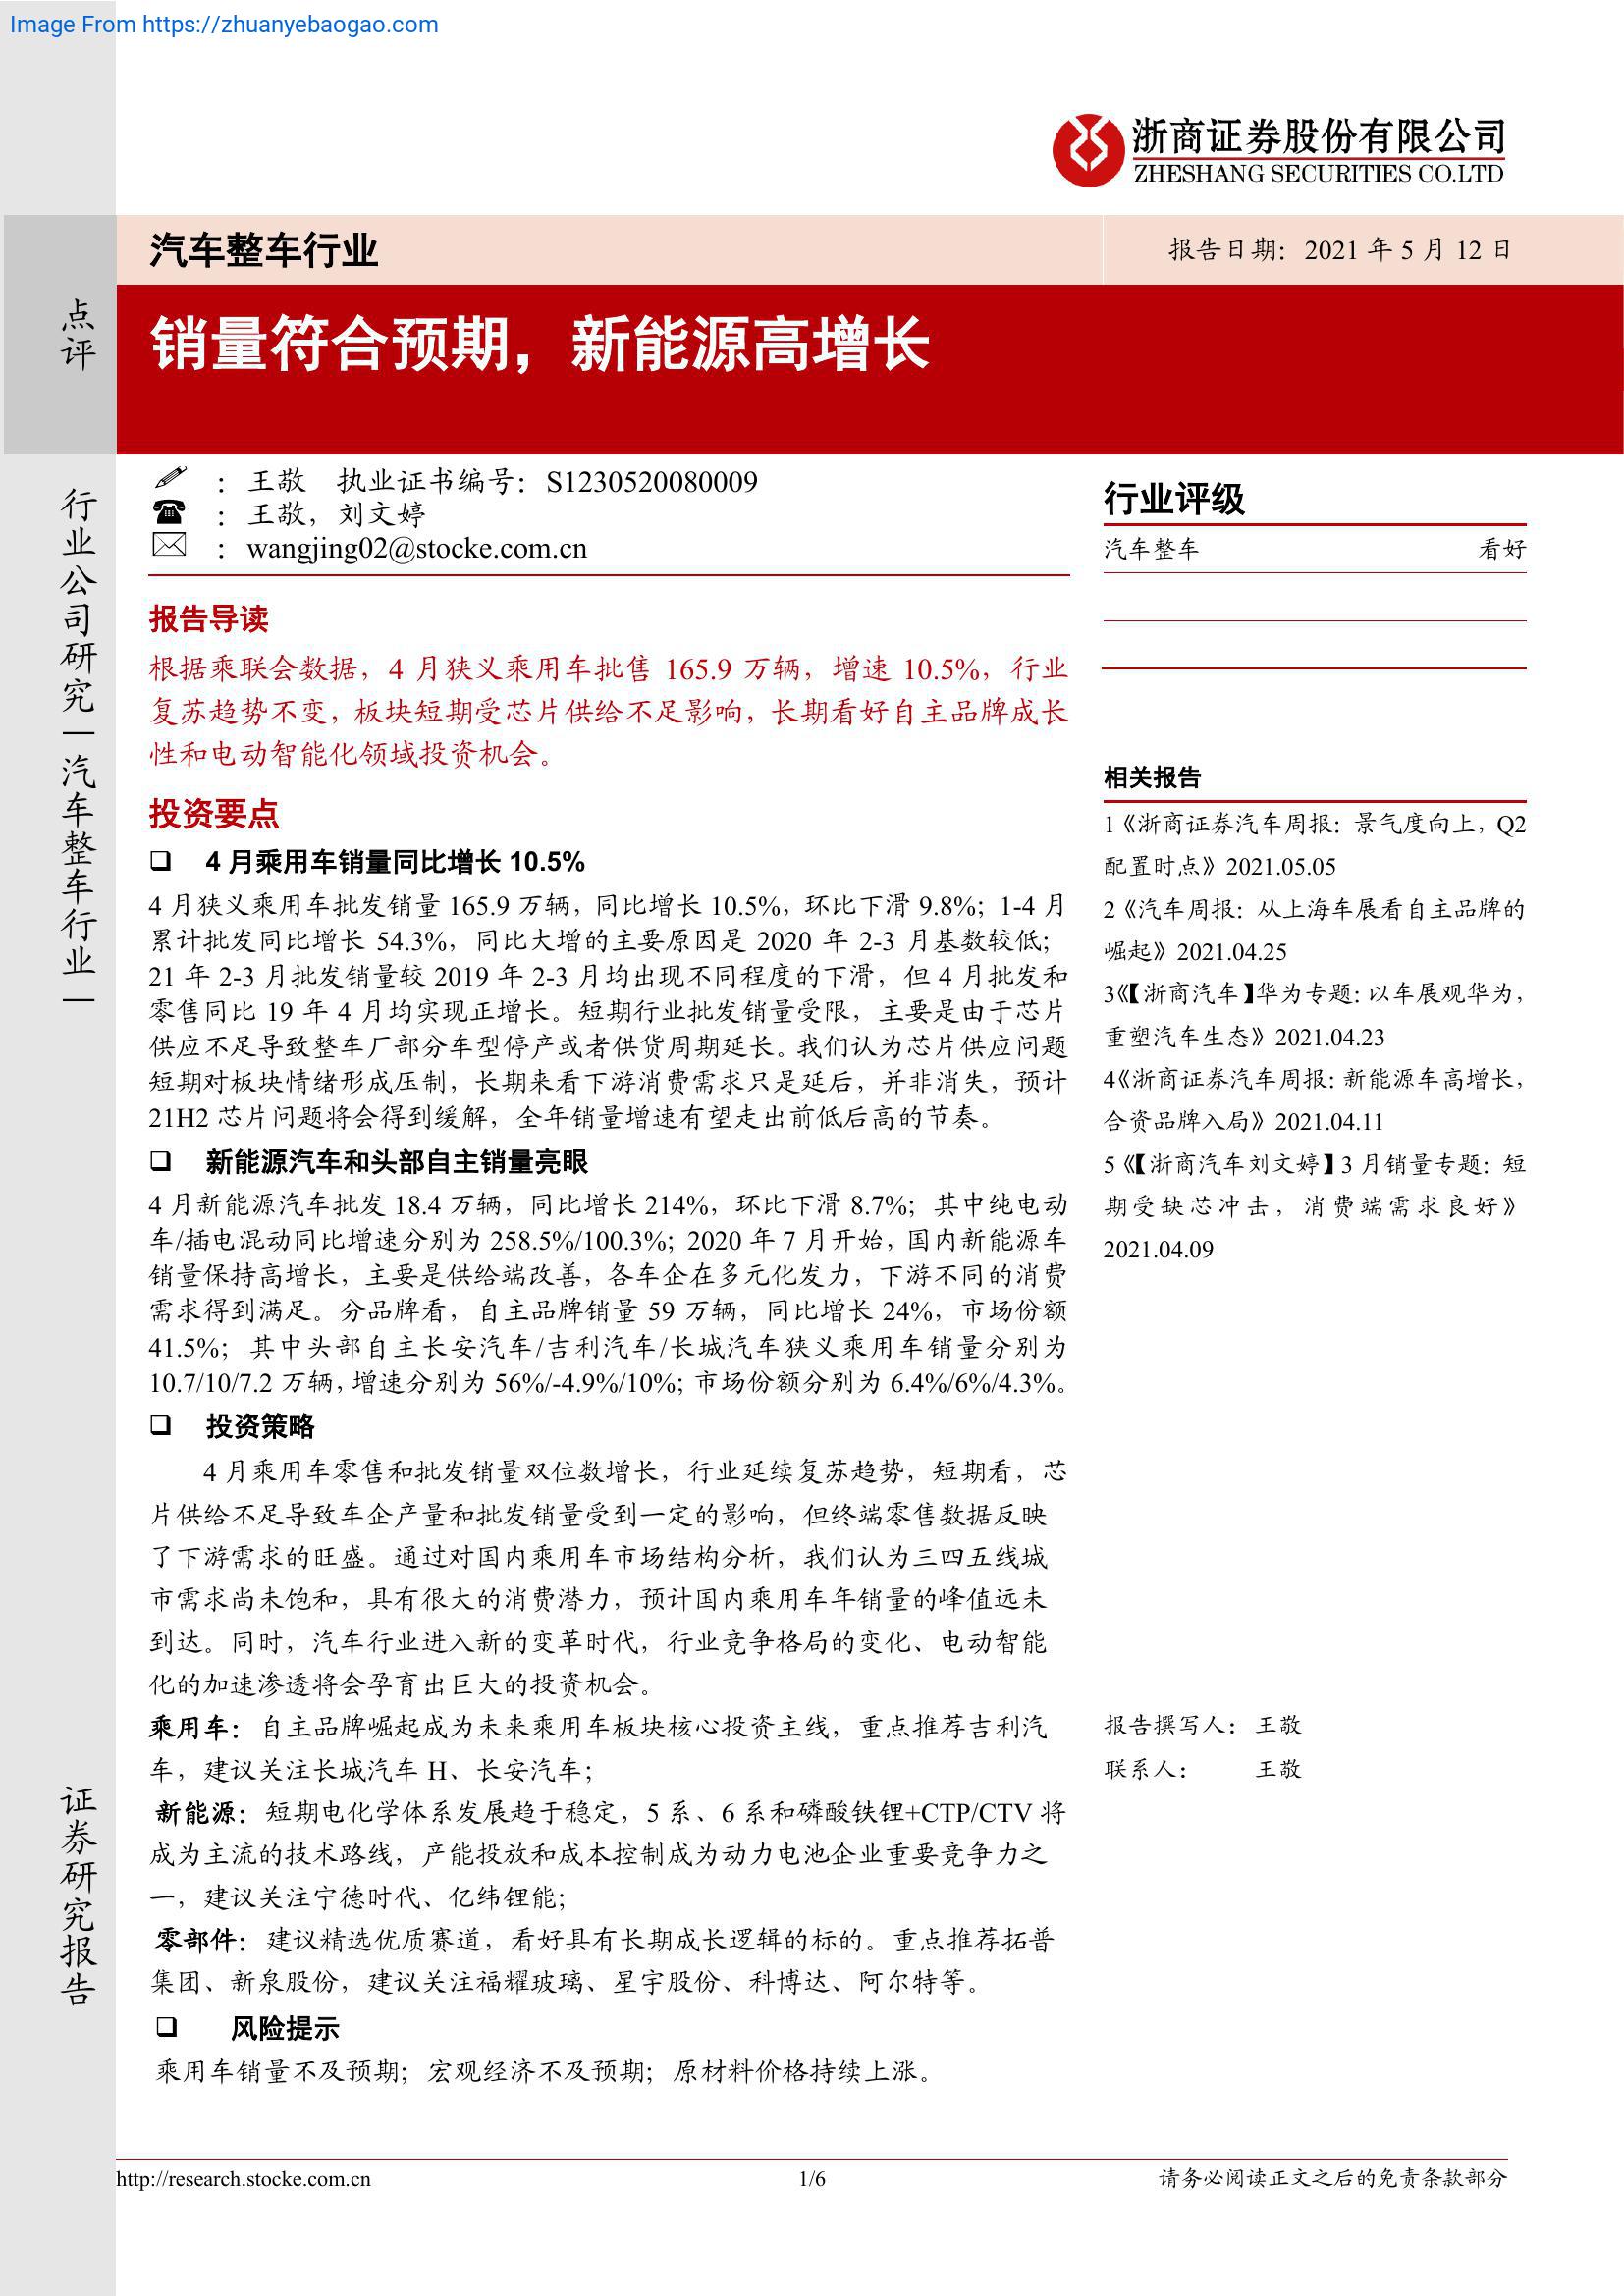 Image From https://zhuanyebaogao.com
浙商证券股份有限公司
ZHESHANG SECURITIES CO.LTD
汽车整车行业
报告日期：2021 年 5 月 12 日
点评
销量符合预期，新能源高增长
行业公司研究｜汽车整车行业｜
证券研究报告
：王敬 执业证书编号：S1230520080009
：王敬，刘文婷
：wangjing02@stocke.com.cn
报告导读
根据乘联会数据，4 月狭义乘用车批售 165.9 万辆，增速 10.5%，行业
复苏趋势不变，板块短期受芯片供给不足影响，长期看好自主品牌成长
性和电动智能化领域投资机会。
投资要点
❑ 4 月乘用车销量同比增长 10.5%
4 月狭义乘用车批发销量 165.9 万辆，同比增长 10.5%，环比下滑 9.8%；1-4 月
累计批发同比增长 54.3%，同比大增的主要原因是 2020 年 2-3 月基数较低；
21 年 2-3 月批发销量较 2019 年 2-3 月均出现不同程度的下滑，但 4 月批发和
零售同比 19 年 4 月均实现正增长。短期行业批发销量受限，主要是由于芯片
供应不足导致整车厂部分车型停产或者供货周期延长。我们认为芯片供应问题
短期对板块情绪形成压制，长期来看下游消费需求只是延后，并非消失，预计
21H2 芯片问题将会得到缓解，全年销量增速有望走出前低后高的节奏。
❑ 新能源汽车和头部自主销量亮眼
4 月新能源汽车批发 18.4 万辆，同比增长 214%，环比下滑 8.7%；其中纯电动
车/插电混动同比增速分别为 258.5%/100.3%；2020 年 7 月开始，国内新能源车
销量保持高增长，主要是供给端改善，各车企在多元化发力，下游不同的消费
需求得到满足。分品牌看，自主品牌销量 59 万辆，同比增长 24%，市场份额
41.5%；其中头部自主长安汽车/吉利汽车/长城汽车狭义乘用车销量分别为
10.7/10/7.2 万辆，增速分别为 56%/-4.9%/10%；市场份额分别为 6.4%/6%/4.3%。
❑ 投资策略
4 月乘用车零售和批发销量双位数增长，行业延续复苏趋势，短期看，芯
片供给不足导致车企产量和批发销量受到一定的影响，但终端零售数据反映
了下游需求的旺盛。通过对国内乘用车市场结构分析，我们认为三四五线城
市需求尚未饱和，具有很大的消费潜力，预计国内乘用车年销量的峰值远未
到达。同时，汽车行业进入新的变革时代，行业竞争格局的变化、电动智能
化的加速渗透将会孕育出巨大的投资机会。
乘用车：自主品牌崛起成为未来乘用车板块核心投资主线，重点推荐吉利汽
车，建议关注长城汽车 H、长安汽车；
新能源：短期电化学体系发展趋于稳定，5 系、6 系和磷酸铁锂+CTP/CTV 将
成为主流的技术路线，产能投放和成本控制成为动力电池企业重要竞争力之
一，建议关注宁德时代、亿纬锂能；
零部件：建议精选优质赛道，看好具有长期成长逻辑的标的。重点推荐拓普
集团、新泉股份，建议关注福耀玻璃、星宇股份、科博达、阿尔特等。
❑ 风险提示
乘用车销量不及预期；宏观经济不及预期；原材料价格持续上涨。
行业评级
汽车整车 看好
相关报告
1《浙商证券汽车周报：景气度向上，Q2
配置时点》2021.05.05
2《汽车周报：从上海车展看自主品牌的
崛起》2021.04.25
3《【浙商汽车】华为专题：以车展观华为，
重塑汽车生态》2021.04.23
4《浙商证券汽车周报：新能源车高增长，
合资品牌入局》2021.04.11
5《【浙商汽车刘文婷】3 月销量专题：短
期受缺芯冲击，消费端需求良好》
2021.04.09
报告撰写人：王敬
联系人： 王敬
http://research.stocke.com.cn
1/6
请务必阅读正文之后的免责条款部分